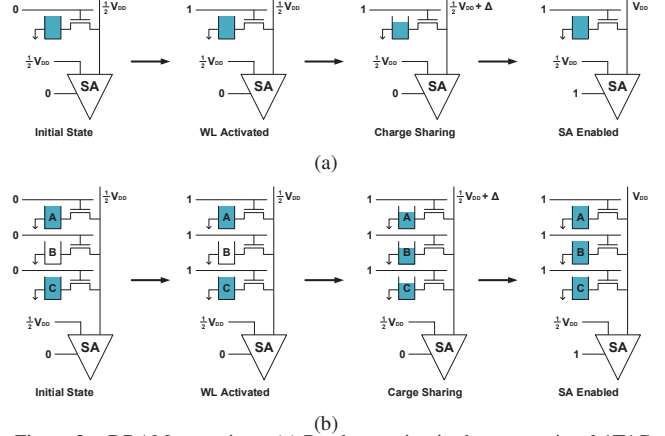 0 ½VDD 1 ½VDD 1 ½VDD + Δ 1 VDD
½VDD ½VDD ½VDD ½VDD
SA SA SA SA
0 0 0 1
Initial State WL Activated Charge Sharing SA Enabled
(a)
0 ½VDD 1 ½VDD 1 ½VDD + Δ 1 VDD
A A A A
0 1 1 1
B B B B
0 1 1 1
C C C C
½VDD ½VDD ½VDD ½VDD
SA SA SA SA
0 0 0 1
Initial State WL Activated Carge Sharing SA Enabled
(b)